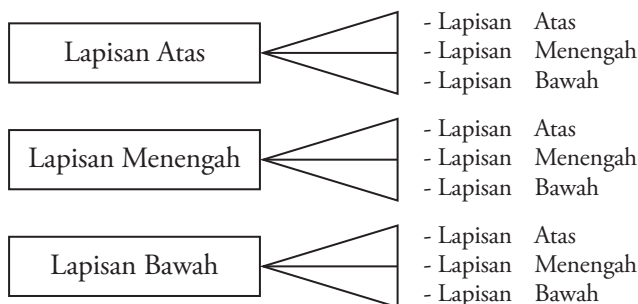 Lapisan Atas
- Lapisan Atas
- Lapisan Menengah
- Lapisan Bawah
Lapisan Menengah
- Lapisan Atas
- Lapisan Menengah
- Lapisan Bawah
Lapisan Bawah
- Lapisan Atas
- Lapisan Menengah
- Lapisan Bawah